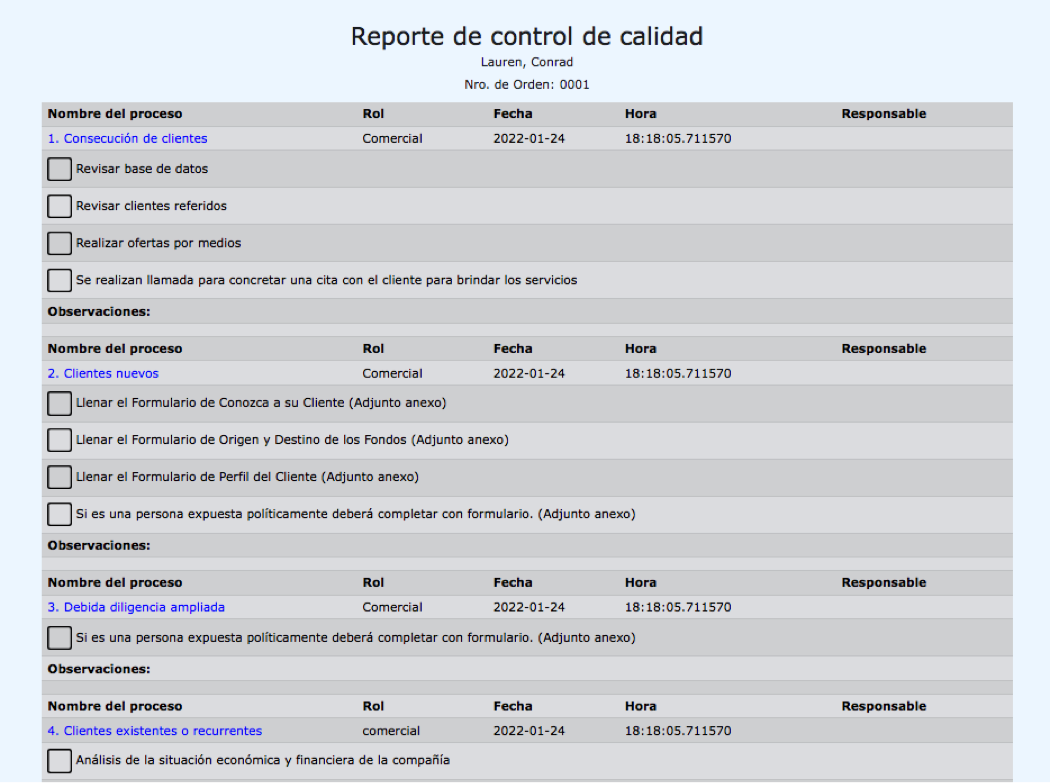 Reporte de control de calidad
Lauren, Conrad
Nro. de Orden: 0001
Nombre del proceso Rol Fecha Hora Responsable
1. Consecución de clientes Comercial 2022-01-24 18:18:05.711570
Revisar base de datos
Revisar clientes referidos
Realizar ofertas por medios
Se realizan llamada para concretar una cita con el cliente para brindar los servicios
Observaciones:
Nombre del proceso Rol Fecha Hora Responsable
2. Clientes nuevos Comercial 2022-01-24 18:18:05.711570
Llenar el Formulario de Conozca a su Cliente (Adjunto anexo)
Llenar el Formulario de Origen y Destino de los Fondos (Adjunto anexo)
Llenar el Formulario de Perfil del Cliente (Adjunto anexo)
Si es una persona expuesta políticamente deberá completar con formulario. (Adjunto anexo)
Observaciones:
Nombre del proceso Rol Fecha Hora Responsable
3. Debida diligencia ampliada Comercial 2022-01-24 18:18:05.711570
Si es una persona expuesta políticamente deberá completar con formulario. (Adjunto anexo)
Observaciones:
Nombre del proceso Rol Fecha Hora Responsable
4. Clientes existentes o recurrentes comercial 2022-01-24 18:18:05.711570
Análisis de la situación económica y financiera de la compañía